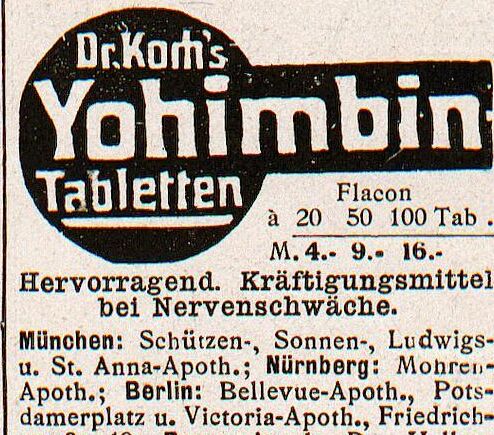 Dr. Koch's
Yohimbin-
Tabletten
Flacon
à 20 50 100 Tab.
M. 4.- 9.- 16.-
Hervorragend. Kräftigungsmittel
bei Nervenschwäche.
München: Schützen-, Sonnen-, Ludwigs-
u. St. Anna-Apoth.; Nürnberg: Mohren-
Apoth.; Berlin: Bellevue-Apoth., Pots-
damerplatz u. Victoria-Apoth., Friedrich-